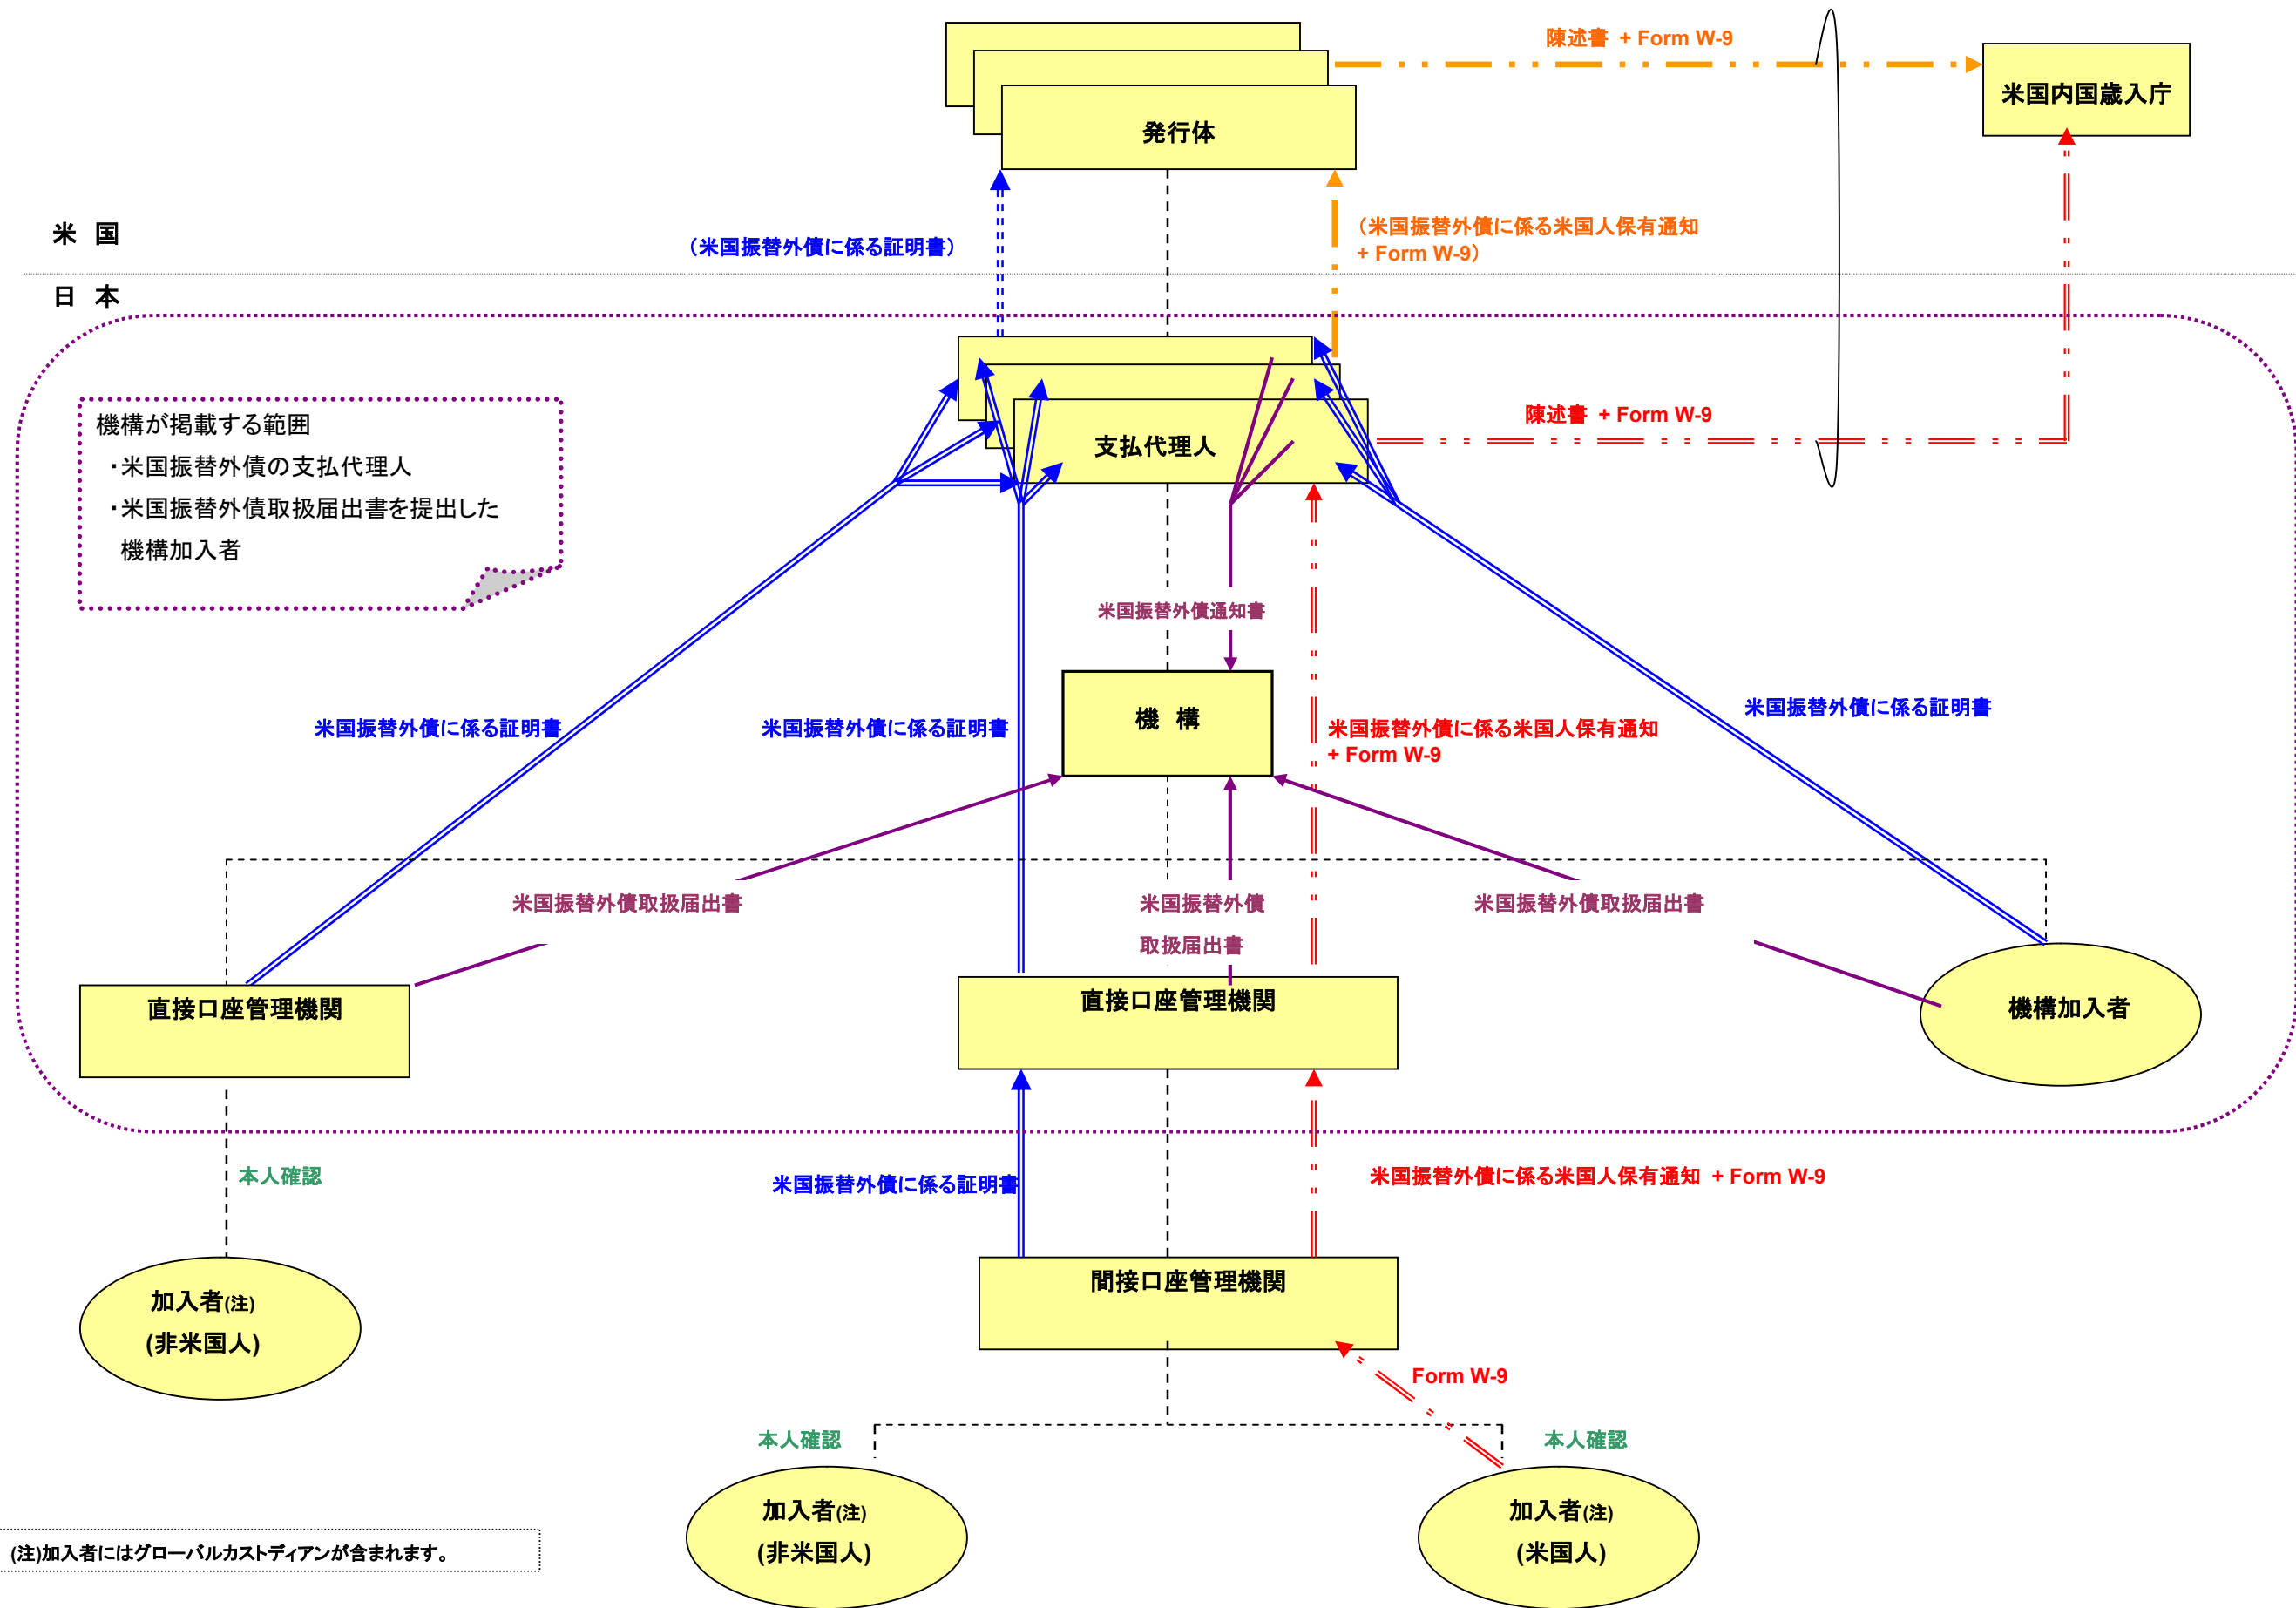 陳述書 + Form W-9
米国内国歳入庁
発行体
米 国
(米国振替外債に係る証明書)
(米国振替外債に係る米国人保有通知
+ Form W-9)
日 本
機構が掲載する範囲
・米国振替外債の支払代理人
・米国振替外債取扱届出書を提出した
機構加入者
支払代理人
陳述書 + Form W-9
米国振替外債通知書
機 構
米国振替外債に係る証明書
米国振替外債に係る証明書
米国振替外債に係る米国人保有通知
+ Form W-9
米国振替外債に係る証明書
米国振替外債取扱届出書
米国振替外債
取扱届出書
米国振替外債取扱届出書
直接口座管理機関
直接口座管理機関
機構加入者
本人確認
米国振替外債に係る証明書
米国振替外債に係る米国人保有通知 + Form W-9
加入者(注)
(非米国人)
間接口座管理機関
Form W-9
本人確認
本人確認
加入者(注)
(非米国人)
加入者(注)
(米国人)
(注)加入者にはグローバルカストディアンが含まれます。